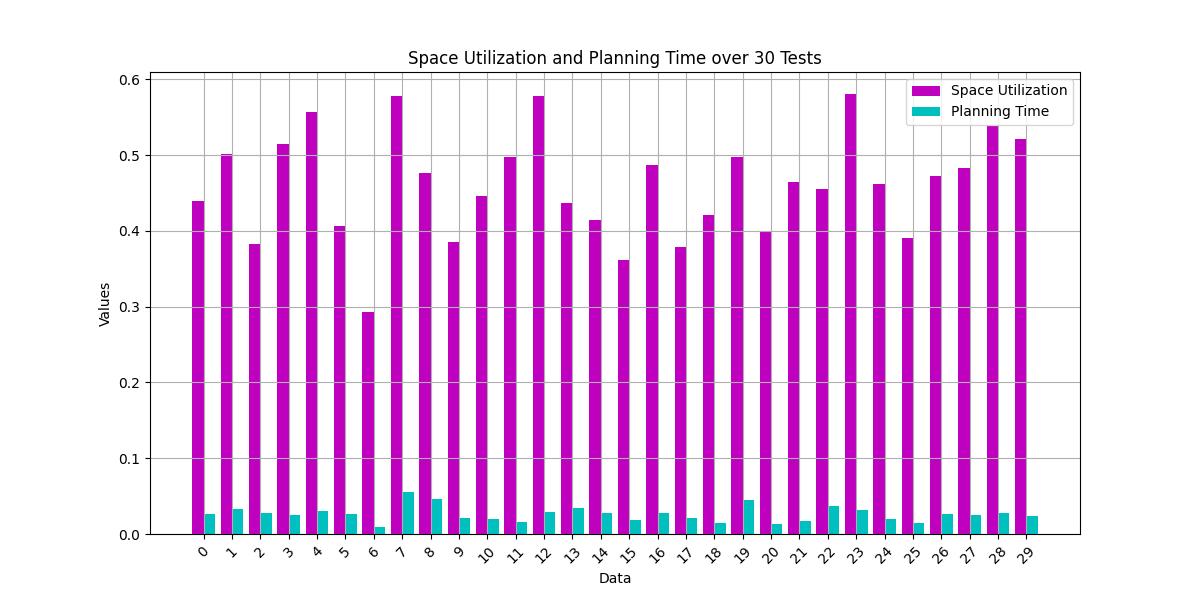 Space Utilization and Planning Time over 30 Tests
Space Utilization
Planning Time
0.6
0.5
0.4
0.3
0.2
0.1
0.0
Values
0 1 2 3 4 5 6 7 8 9 10 11 12 13 14 15 16 17 18 19 20 21 22 23 24 25 26 27 28 29
Data